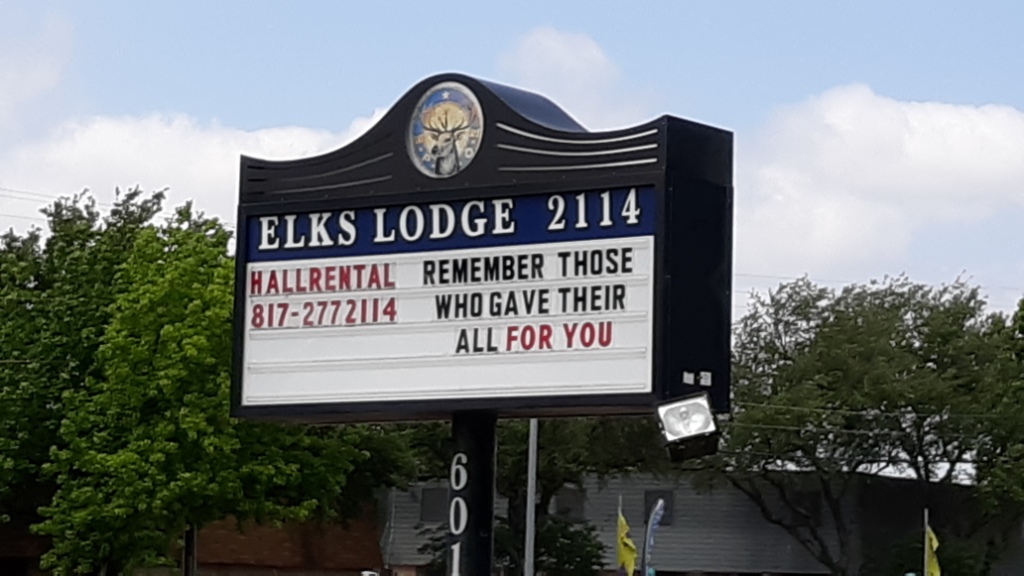 ELKS LODGE 2114
HALLRENTAL
817-2772114
REMEMBER THOSE
WHO GAVE THEIR
ALL FOR YOU
601